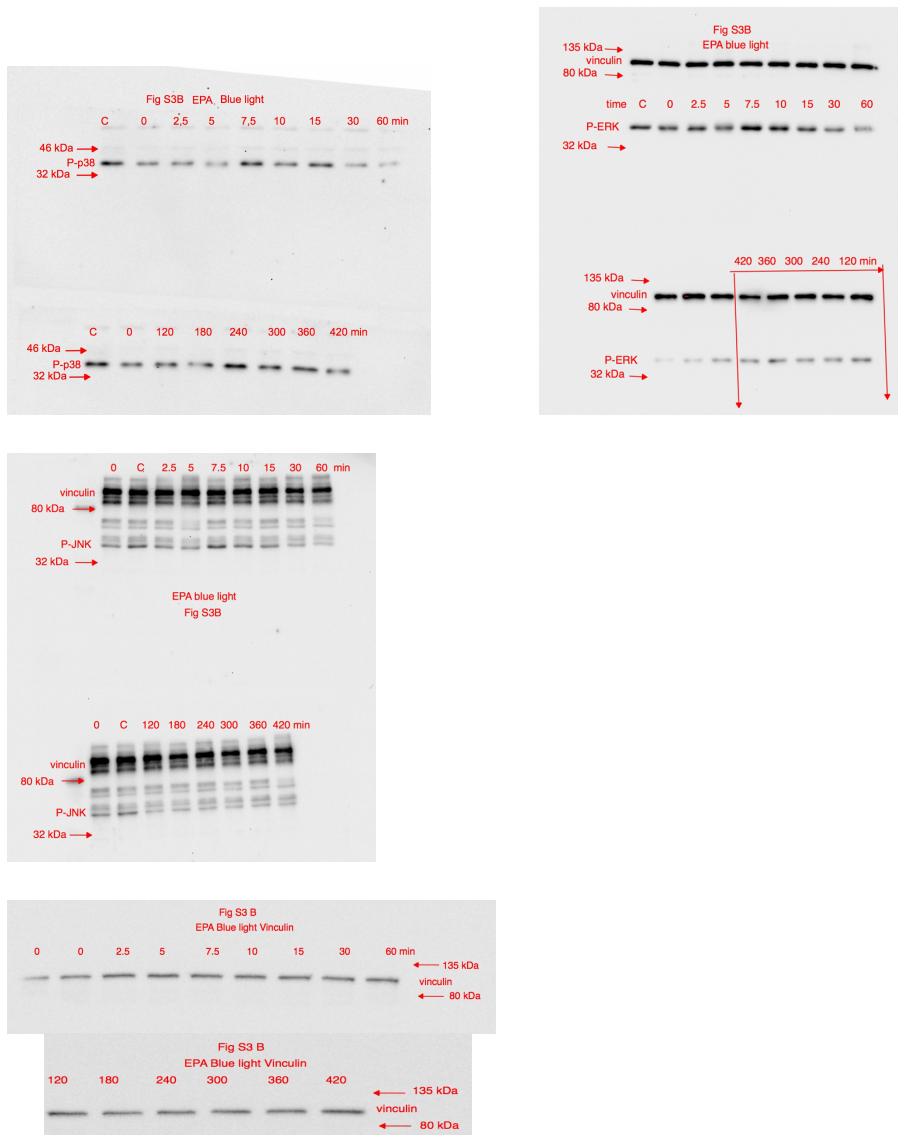 Fig S3B EPA Blue light
C 0 2,5 5 7,5 10 15 30 60 min
46 kDa
P-p38
32 kDa
C 0 120 180 240 300 360 420 min
46 kDa
P-p38
32 kDa
Fig S3B
EPA blue light
135 kDa
vinculin
80 kDa
time C 0 2.5 5 7.5 10 15 30 60
P-ERK
32 kDa
420 360 300 240 120 min
135 kDa
vinculin
80 kDa
P-ERK
32 kDa
0 C 2.5 5 7.5 10 15 30 60 min
vinculin
80 kDa
P-JNK
32 kDa
EPA blue light
Fig S3B
0 C 120 180 240 300 360 420 min
vinculin
80 kDa
P-JNK
32 kDa
Fig S3 B
EPA Blue light Vinculin
0 0 2.5 5 7.5 10 15 30 60 min
135 kDa
vinculin
80 kDa
Fig S3 B
EPA Blue light Vinculin
120 180 240 300 360 420
135 kDa
vinculin
80 kDa